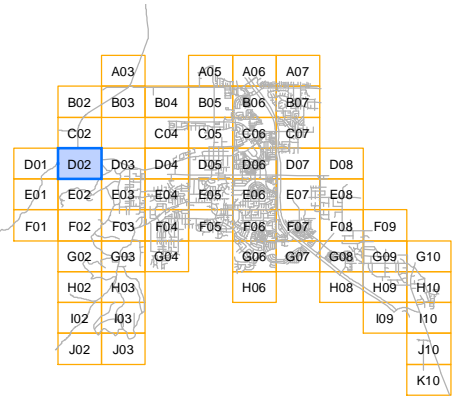 A03 A05 A06 A07
B02 B03 B04 B05 B06 B07
C02 C04 C05 C06 C07
D01 D02 D03 D04 D05 D06 D07 D08
E01 E02 E03 E04 E05 E06 E07 E08
F01 F02 F03 F04 F05 F06 F07 F08 F09
G02 G03 G04 G06 G07 G08 G09 G10
H02 H03 H06 H08 H09 H10
I02 I03 I09 I10
J02 J03 J10
K10